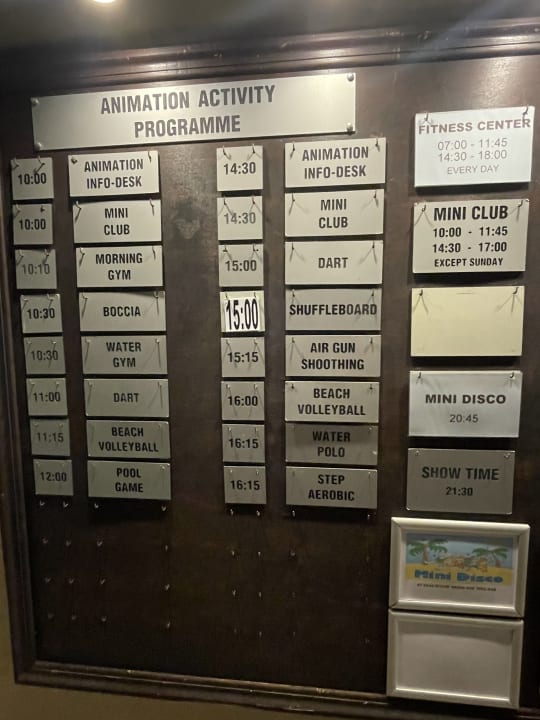 ANIMATION ACTIVITY
PROGRAMME
10:00 ANIMATION
INFO-DESK
10:00 MINI
CLUB
10:10 MORNING
GYM
10:30 BOCCIA
10:30 WATER
GYM
11:00 DART
11:15 BEACH
VOLLEYBALL
12:00 POOL
GAME
14:30 ANIMATION
INFO-DESK
14:30 MINI
CLUB
15:00 DART
15:00 SHUFFLEBOARD
15:15 AIR GUN
SHOOTHING
16:00 BEACH
VOLLEYBALL
16:15 WATER
POLO
16:15 STEP
AEROBIC
FITNESS CENTER
07:00 - 11:45
14:30 - 18:00
EVERY DAY
MINI CLUB
10:00 - 11:45
14:30 - 17:00
EXCEPT SUNDAY
MINI DISCO
20:45
SHOW TIME
21:30
Mini Disco